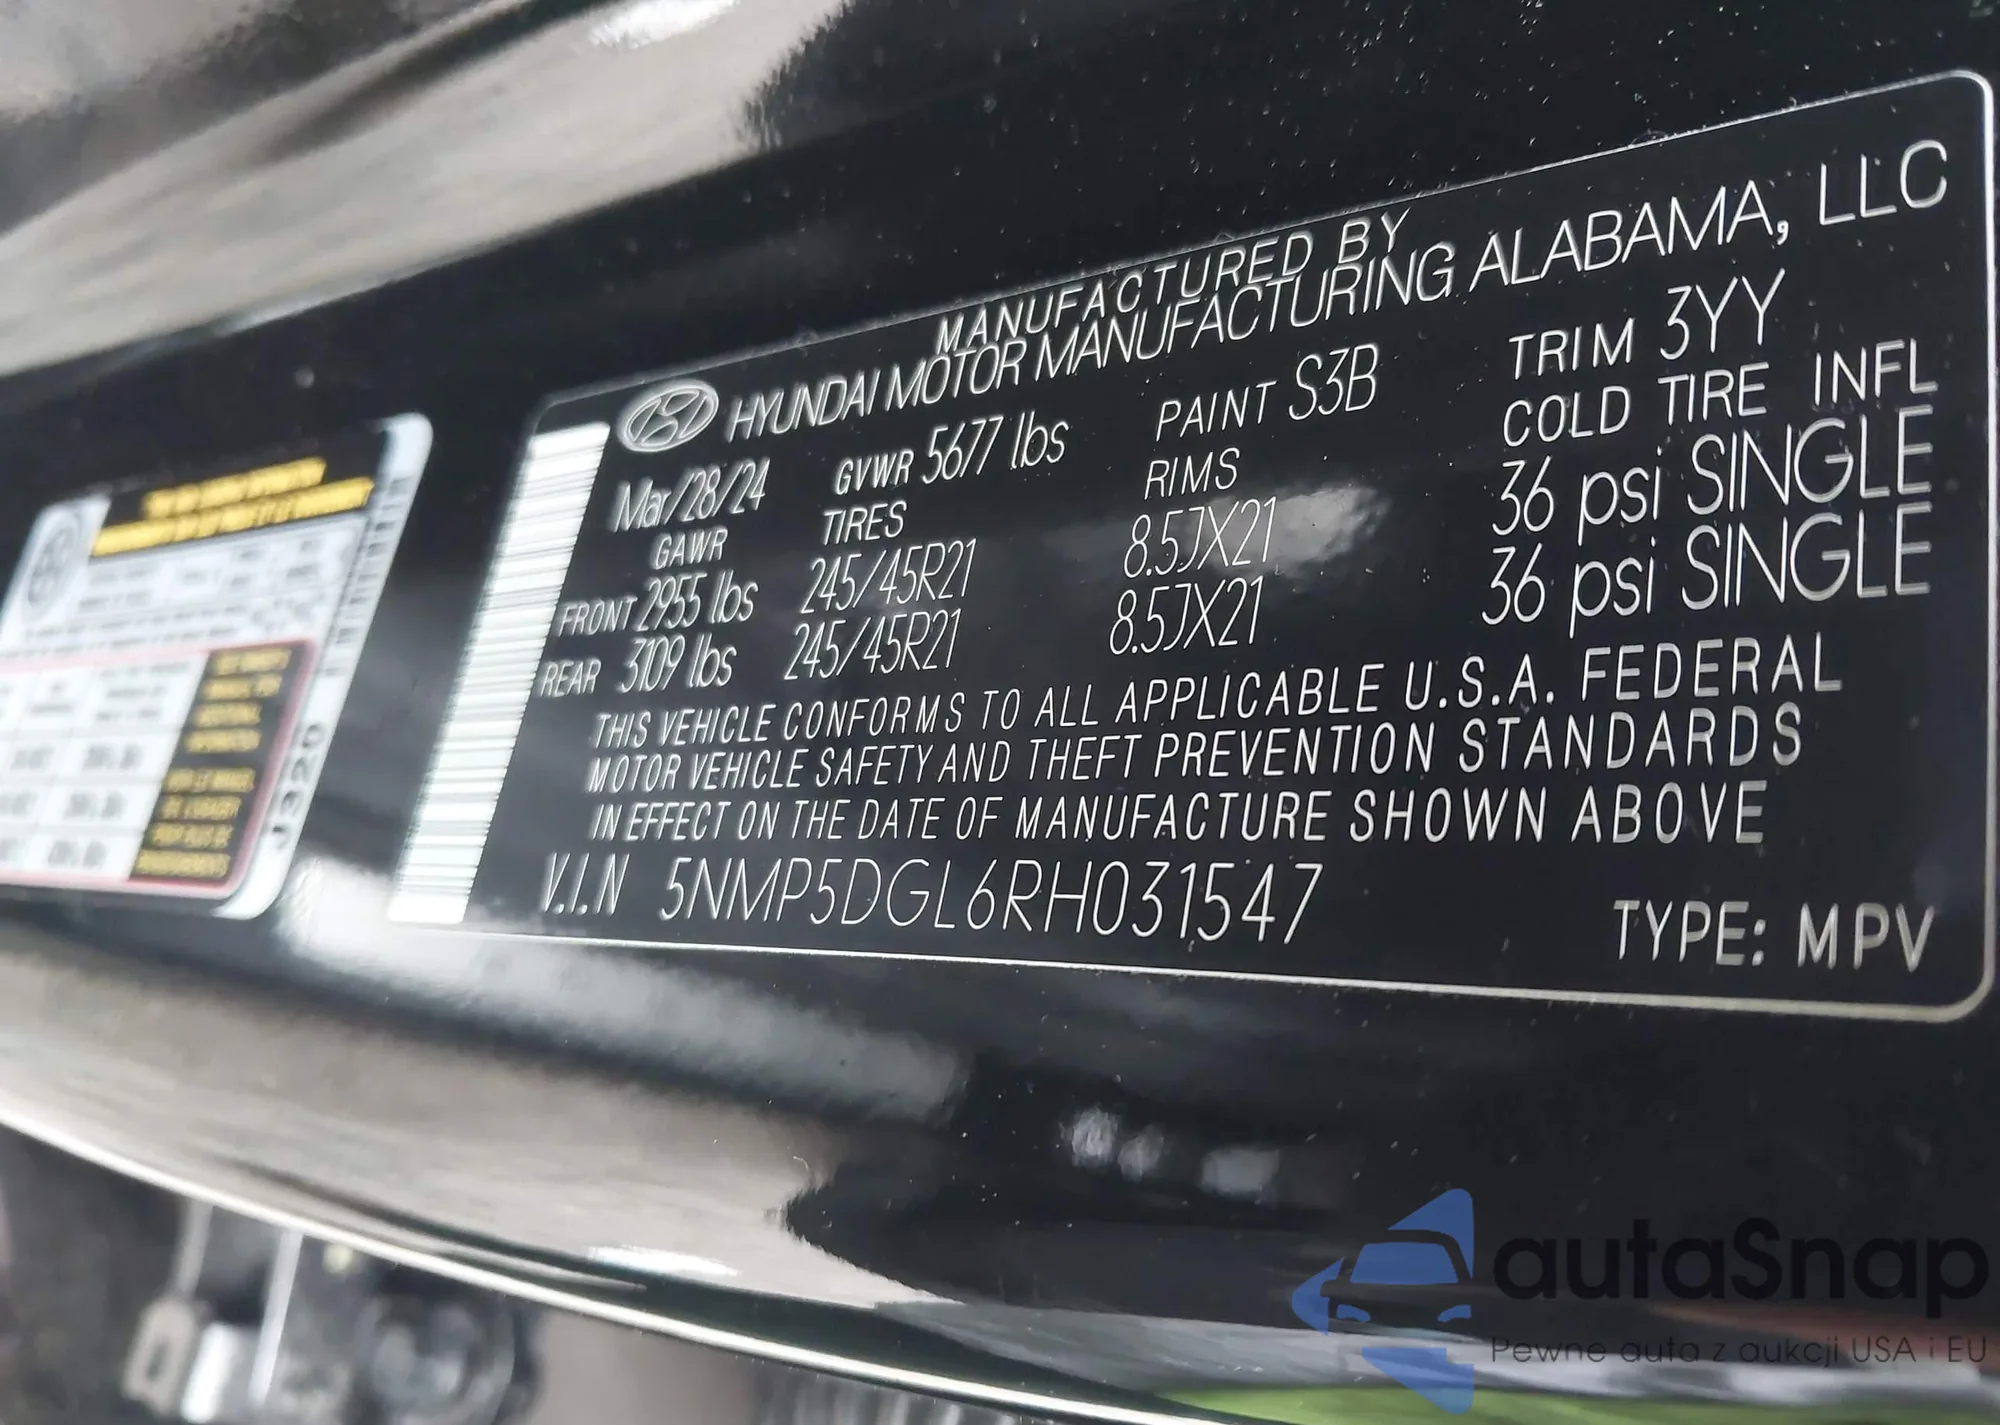 MANUFACTURED BY
HYUNDAI MOTOR MANUFACTURING ALABAMA, LLC
Mar/28/24 GVWR 5677 lbs PAINT S3B TRIM 3YY
GAWR TIRES RIMS COLD TIRE INFL
FRONT 2955 lbs 245/45R21 8.5JX21 36 psi SINGLE
REAR 3109 lbs 245/45R21 8.5JX21 36 psi SINGLE
THIS VEHICLE CONFORMS TO ALL APPLICABLE U.S.A. FEDERAL
MOTOR VEHICLE SAFETY AND THEFT PREVENTION STANDARDS
IN EFFECT ON THE DATE OF MANUFACTURE SHOWN ABOVE
V.I.N 5NMP5DGL6RH031547 TYPE: MPV
J320
autaSnap
Pewne auta z aukcji USA i EU